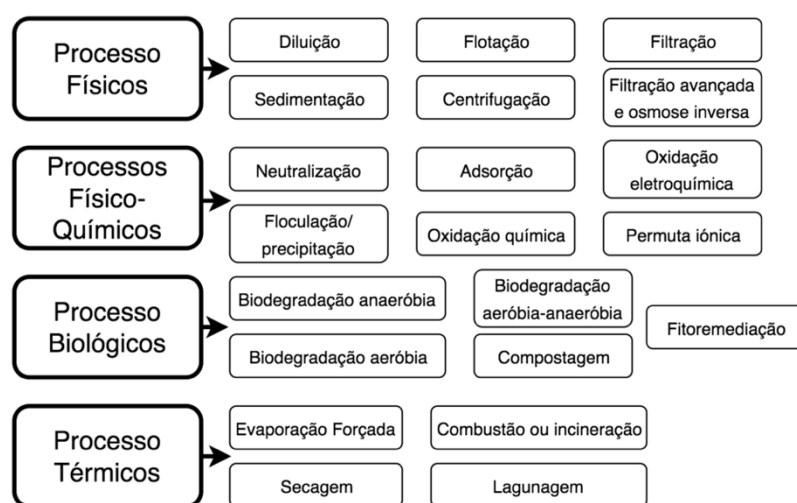 Processo
Físicos
Diluição
Flotação
Filtração
Sedimentação
Centrifugação
Filtração avançada
e osmose inversa
Processos
Físico-
Químicos
Neutralização
Adsorção
Oxidação
eletroquímica
Floculação/
precipitação
Oxidação química
Permuta iónica
Processo
Biológicos
Biodegradação anaeróbia
Biodegradação
aeróbia-anaeróbia
Fitoremediação
Biodegradação aeróbia
Compostagem
Processo
Térmicos
Evaporação Forçada
Combustão ou incineração
Secagem
Lagunagem